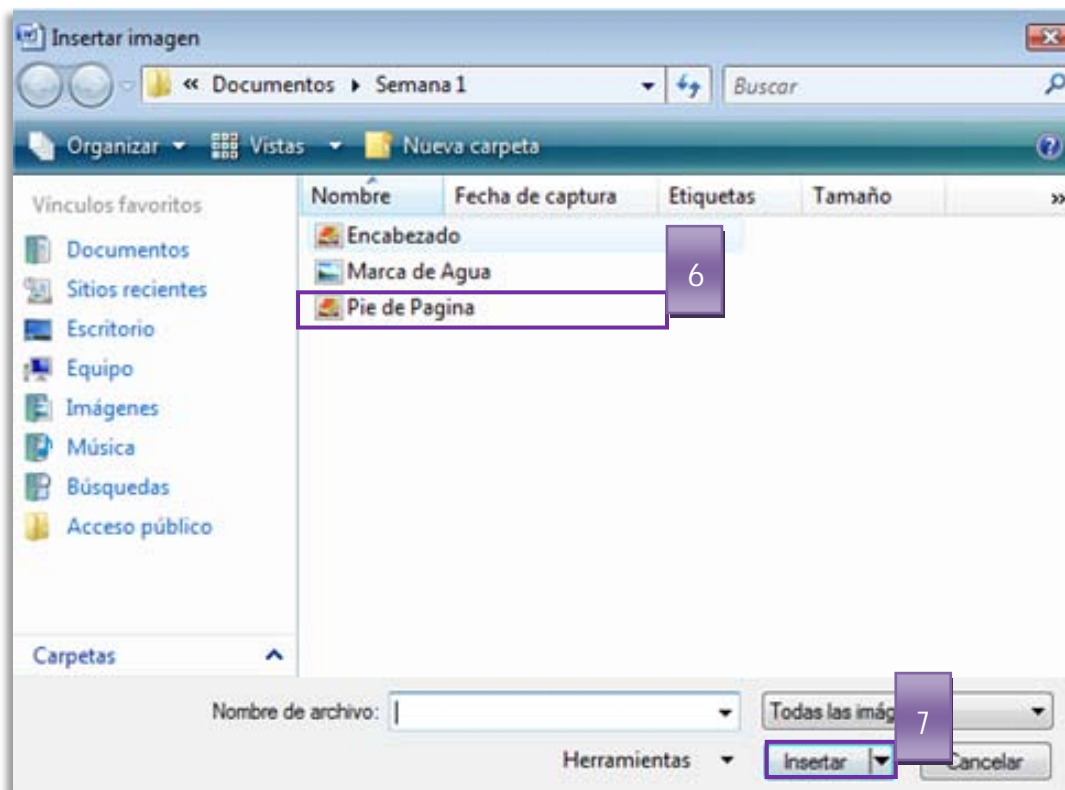 Insertar imagen
« Documentos ▸ Semana 1
Buscar
Organizar Vistas Nueva carpeta
Vínculos favoritos
Documentos
Sitios recientes
Escritorio
Equipo
Imágenes
Música
Búsquedas
Acceso público
Carpetas
Nombre Fecha de captura Etiquetas Tamaño »
Encabezado
Marca de Agua
Pie de Pagina
6
Nombre de archivo:
Todas las imág
7
Herramientas Insertar Cancelar